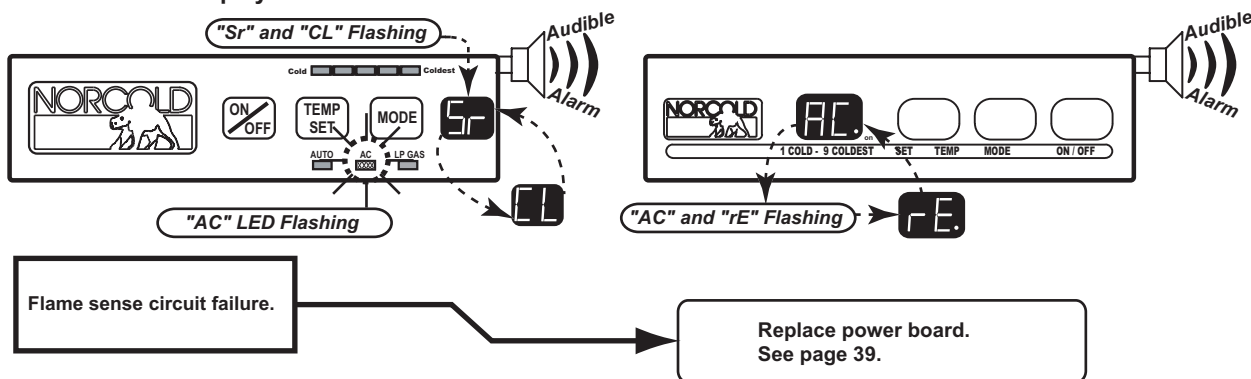 "Sr" and "CL" Flashing
Audible
Alarm
Cold
Coldest
NORCOLD
ON/OFF
TEMP SET
MODE
Sr
AUTO
AC
LP GAS
CL
"AC" LED Flashing
Audible
Alarm
NORCOLD
AC.
on
1 COLD - 9 COLDEST SET TEMP MODE ON / OFF
"AC" and "rE" Flashing
rE.
Flame sense circuit failure.
Replace power board.
See page 39.